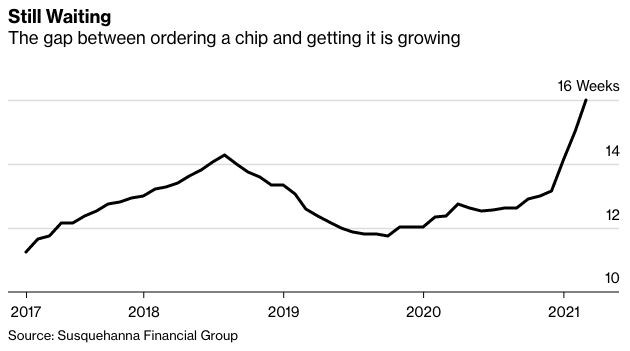 Still Waiting
The gap between ordering a chip and getting it is growing
16 Weeks
14
12
10
2017 2018 2019 2020 2021
Source: Susquehanna Financial Group